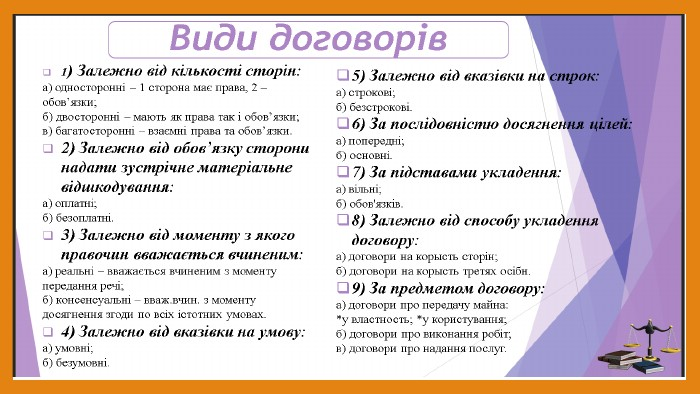 Види договорів
1) Залежно від кількості сторін:
а) односторонні – 1 сторона має права, 2 –
обов’язки;
б) двосторонні – мають як права так і обов’язки;
в) багатосторонні – взаємні права та обов’язки.
2) Залежно від обов’язку сторони
надати зустрічне матеріальне
відшкодування:
а) оплатні;
б) безоплатні.
3) Залежно від моменту з якого
правочин вважається вчиненим:
а) реальні – вважається вчиненим з моменту
передання речі;
б) консенсуальні – вваж.вчин. з моменту
досягнення згоди по всіх істотних умовах.
4) Залежно від вказівки на умову:
а) умовні;
б) безумовні.
5) Залежно від вказівки на строк:
а) строкові;
б) безстрокові.
6) За послідовністю досягнення цілей:
а) попередні;
б) основні.
7) За підставами укладення:
а) вільні;
б) обов'язків.
8) Залежно від способу укладення
договору:
а) договори на користь сторін;
б) договори на користь третях осібн.
9) За предметом договору:
а) договори про передачу майна:
*у власність; *у користування;
б) договори про виконання робіт;
в) договори про надання послуг.